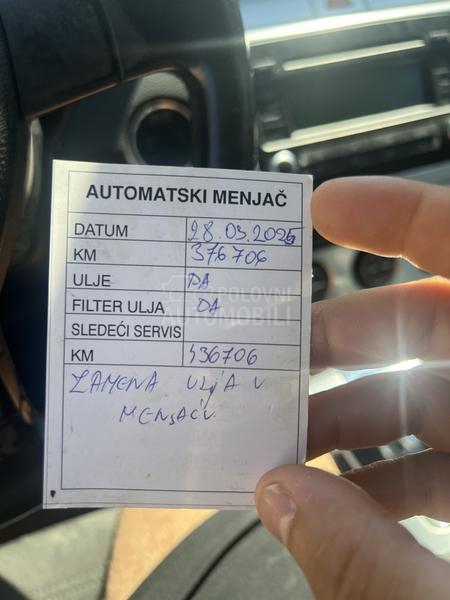 AUTOMATSKI MENJAČ
DATUM 28.03.2025
KM 376706
ULJE DA
FILTER ULJA DA
SLEDEĆI SERVIS
KM 436706
ZAMENA ULJA U
MENJAČU
POLOVNI
AUTOMOBILI